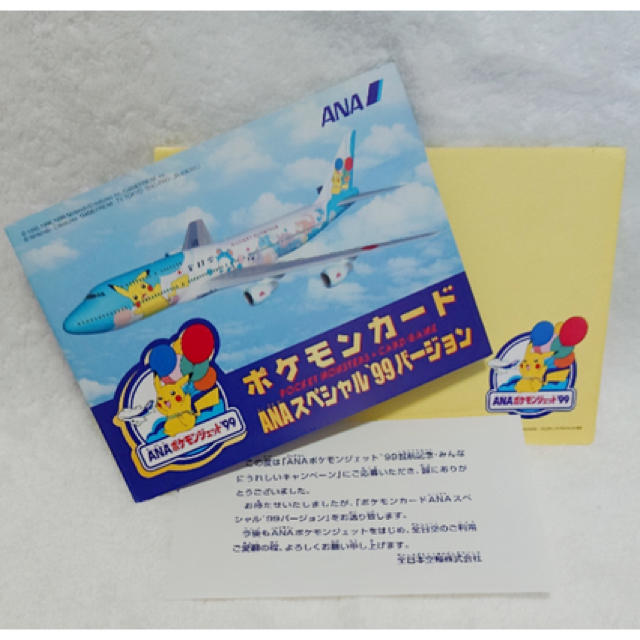 ANA
ポケモンカード
POCKET MONSTERS CARD GAME
ANAスペシャル'99バージョン
ANAポケモンジェット'99
ANAポケモンジェット'99
この度は「ANAポケモンジェット'99就航記念・みんな
にうれしいキャンペーン」にご応募いただき、誠にありが
とうございました。
お待たせいたしましたが、「ポケモンカードANAスペ
シャル'99バージョン」をお送り致します。
今後もANAポケモンジェットをはじめ、全日空のご利用
ご愛顧の程、よろしくお願い申し上げます。
全日本空輸株式会社